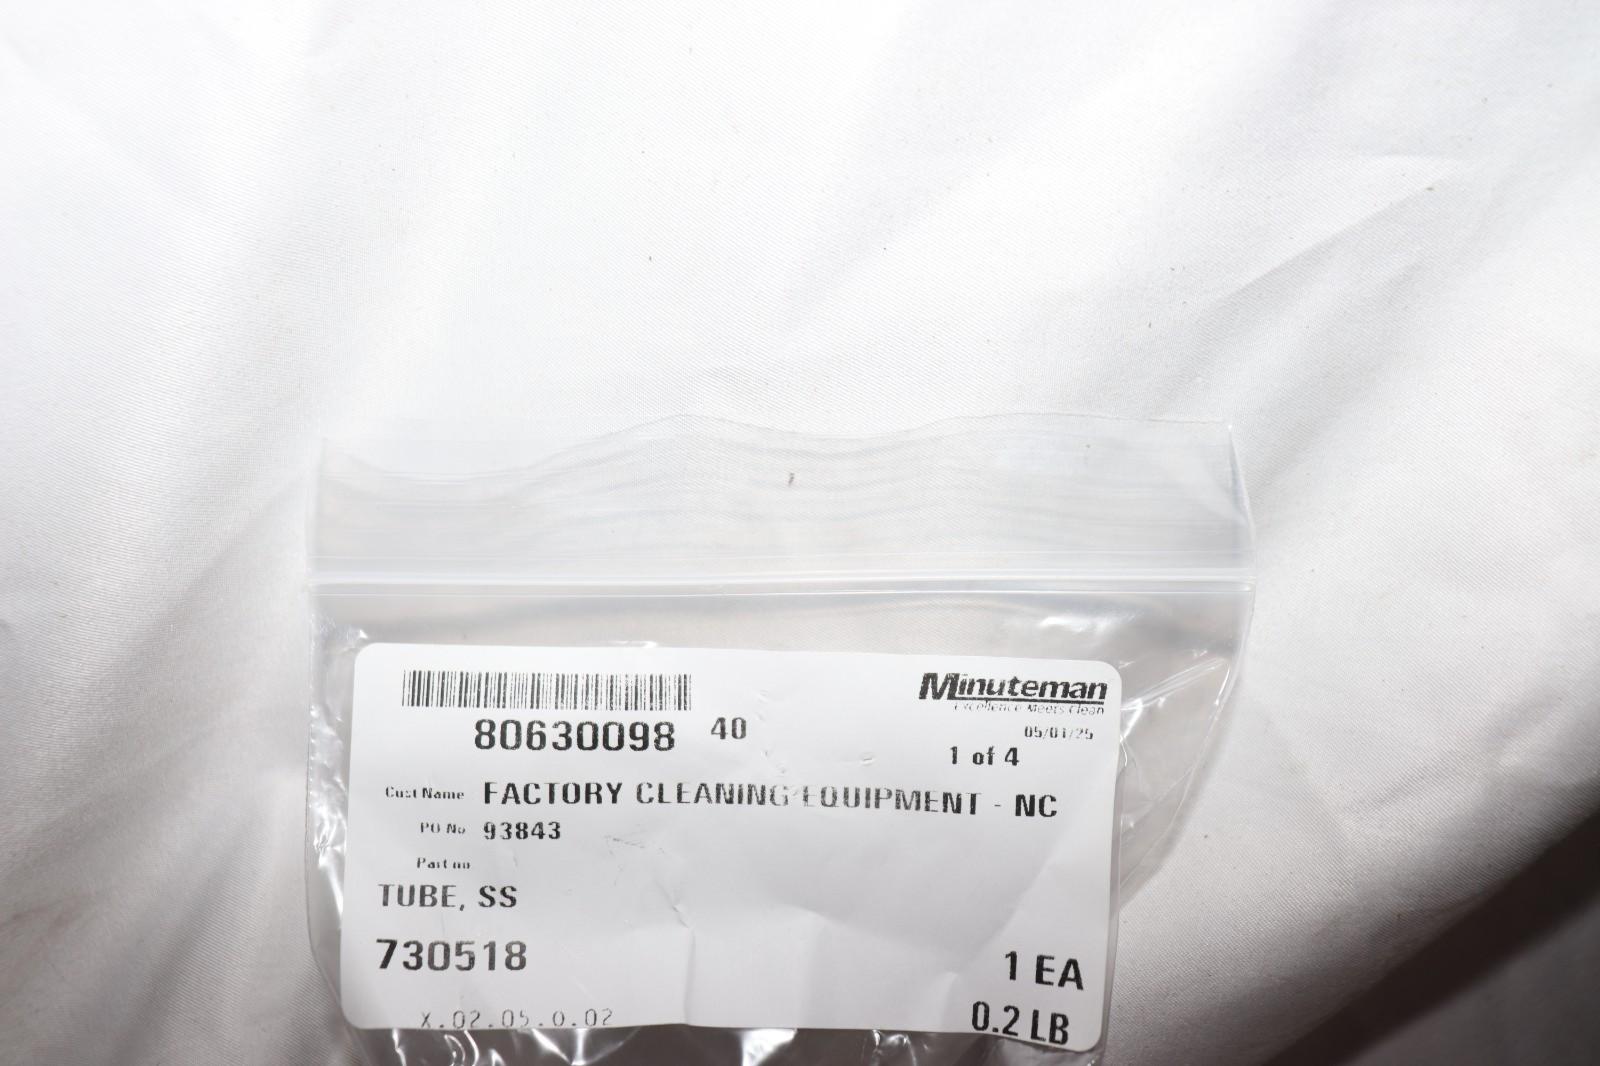 Minuteman
Excellence Meets Clean
80630098 40
05/01/25
1 of 4
Cust Name FACTORY CLEANING EQUIPMENT - NC
PO No 93843
Part no
TUBE, SS
730518
1 EA
X.02.05.0.02
0.2 LB